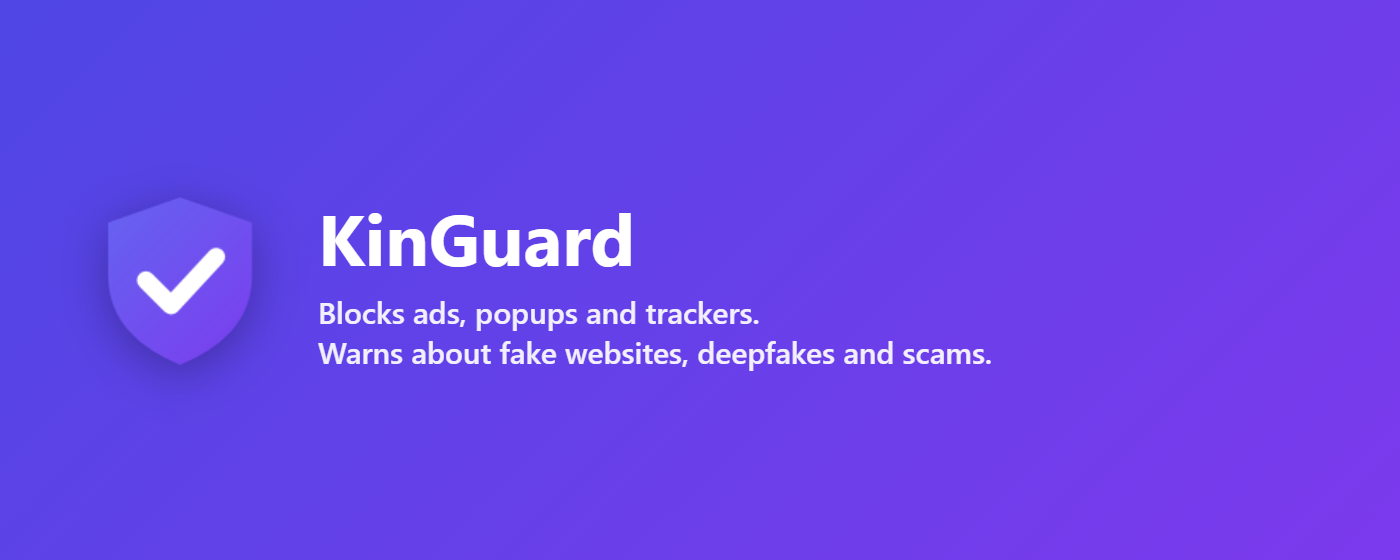 KinGuard
Blocks ads, popups and trackers.
Warns about fake websites, deepfakes and scams.